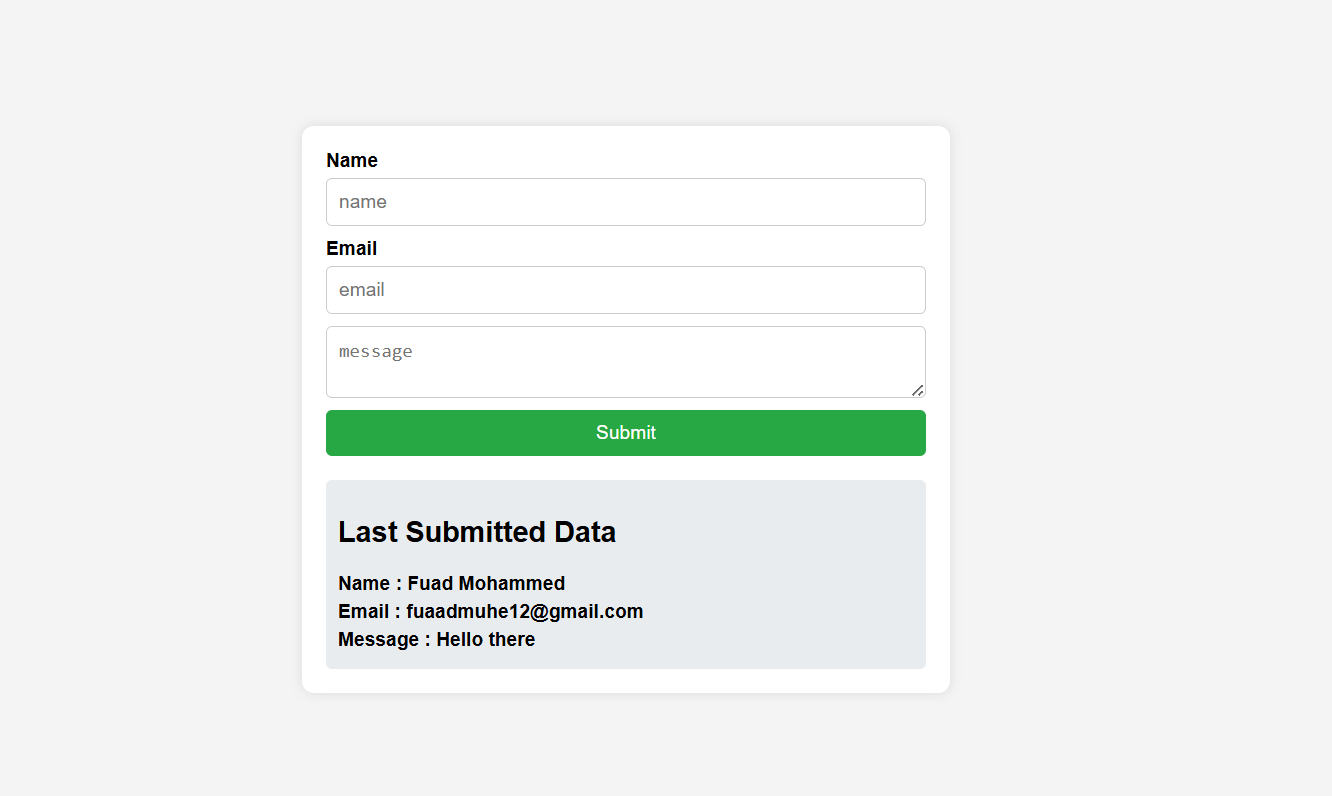 Name
name
Email
email
message
Submit
Last Submitted Data
Name : Fuad Mohammed
Email : fuaadmuhe12@gmail.com
Message : Hello there